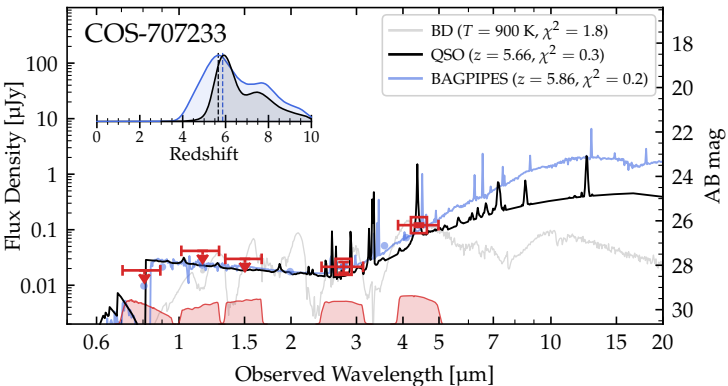 COS-707233
BD (T = 900 K, χ² = 1.8)
QSO (z = 5.66, χ² = 0.3)
BAGPIPES (z = 5.86, χ² = 0.2)
100
10
1
0.1
0.01
Flux Density [µJy]
0 2 4 6 8 10
Redshift
18
20
22
24
26
28
30
AB mag
0.6 1 1.5 2 3 4 5 10 15 20
Observed Wavelength [µm]